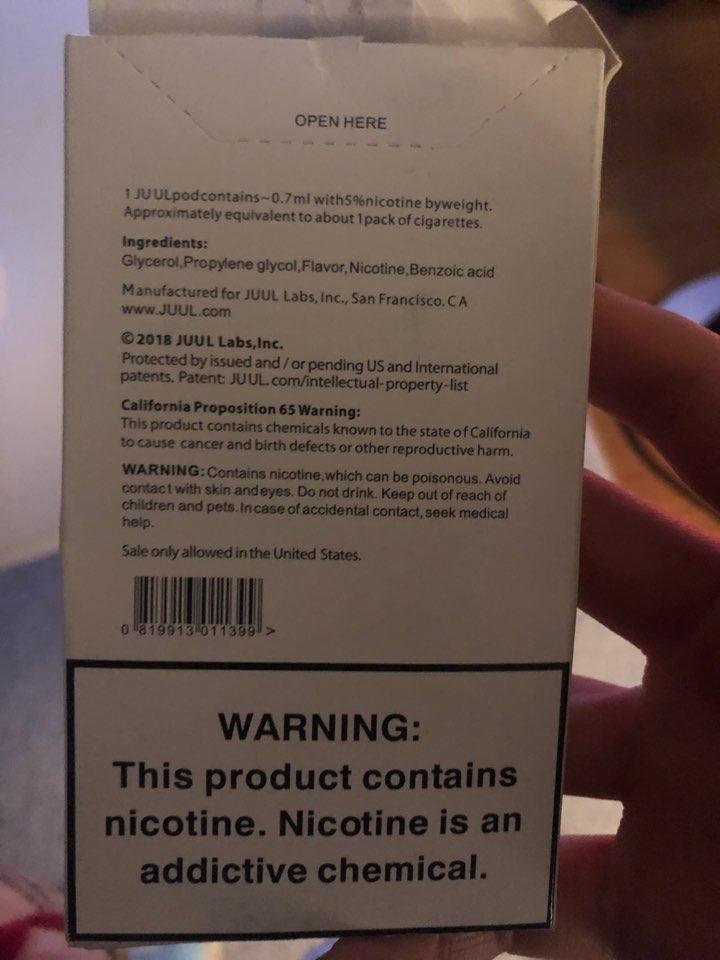 OPEN HERE
1 JUULpodcontains~0.7ml with5%nicotine byweight.
Approximately equivalent to about 1pack of cigarettes.
Ingredients:
Glycerol,Propylene glycol,Flavor,Nicotine,Benzoic acid
Manufactured for JUUL Labs,Inc., San Francisco.CA
www.JUUL.com
©2018 JUUL Labs,Inc.
Protected by issued and / or pending US and International
patents. Patent: JUUL.com/intellectual-property-list
California Proposition 65 Warning:
This product contains chemicals known to the state of California
to cause cancer and birth defects or other reproductive harm.
WARNING:Contains nicotine,which can be poisonous. Avoid
contact with skin andeyes. Do not drink. Keep out of reach of
children and pets.Incase of accidental contact,seek medical
help.
Sale only allowed in the United States.
0 819913 011399 >
WARNING:
This product contains
nicotine. Nicotine is an
addictive chemical.